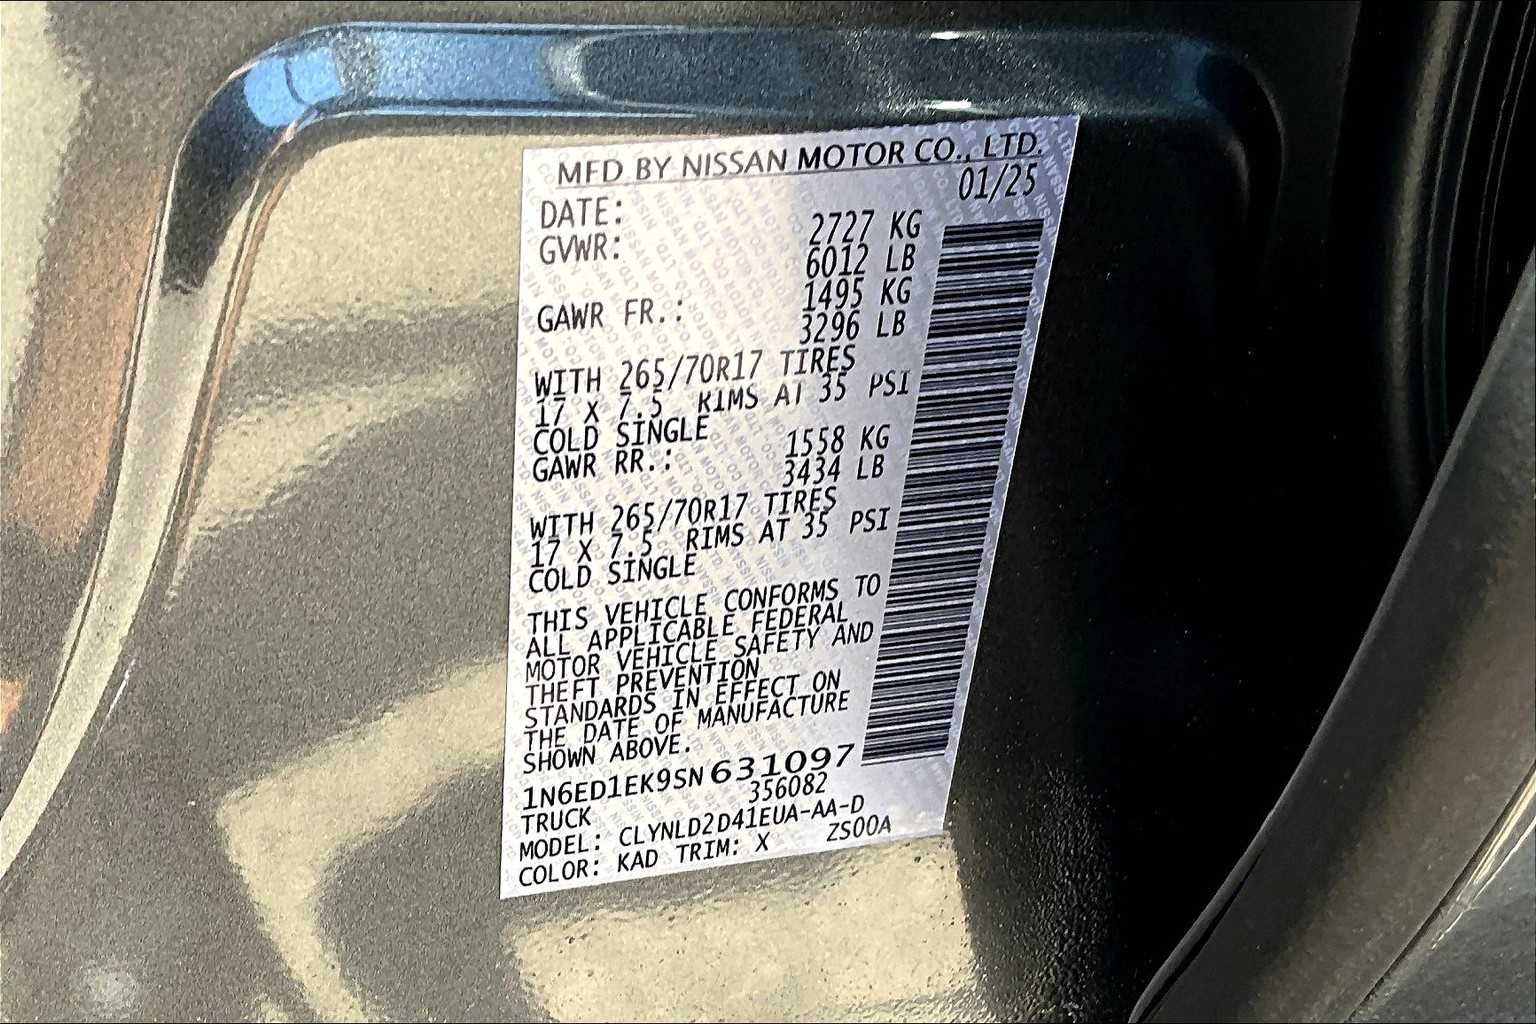 MFD BY NISSAN MOTOR CO., LTD.
DATE: 01/25
GVWR: 2727 KG
6012 LB
GAWR FR.: 1495 KG
3296 LB
WITH 265/70R17 TIRES
17 X 7.5 RIMS AT 35 PSI
COLD SINGLE
GAWR RR.: 1558 KG
3434 LB
WITH 265/70R17 TIRES
17 X 7.5 RIMS AT 35 PSI
COLD SINGLE
THIS VEHICLE CONFORMS TO
ALL APPLICABLE FEDERAL
MOTOR VEHICLE SAFETY AND
THEFT PREVENTION
STANDARDS IN EFFECT ON
THE DATE OF MANUFACTURE
SHOWN ABOVE.
1N6ED1EK9SN631097
TRUCK 356082
MODEL: CLYNLD2D41EUA-AA-D
COLOR: KAD TRIM: X ZS00A